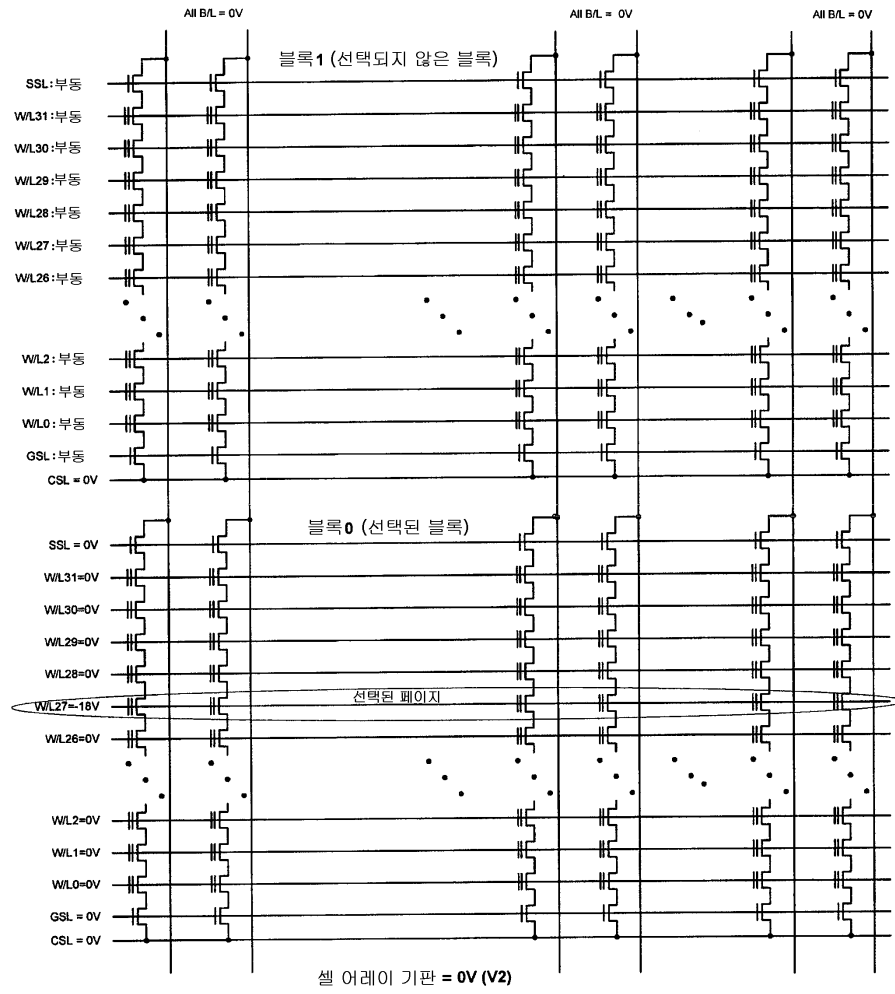 All B/L = 0V
All B/L = 0V
All B/L = 0V
블록1 (선택되지 않은 블록)
SSL: 부동
W/L31: 부동
W/L30: 부동
W/L29: 부동
W/L28: 부동
W/L27: 부동
W/L26: 부동
W/L2: 부동
W/L1: 부동
W/L0: 부동
GSL: 부동
CSL = 0V
블록0 (선택된 블록)
SSL = 0V
W/L31=0V
W/L30=0V
W/L29=0V
W/L28=0V
선택된 페이지
W/L27=-18V
W/L26=0V
W/L2=0V
W/L1=0V
W/L0=0V
GSL = 0V
CSL = 0V
셀 어레이 기판 = 0V (V2)